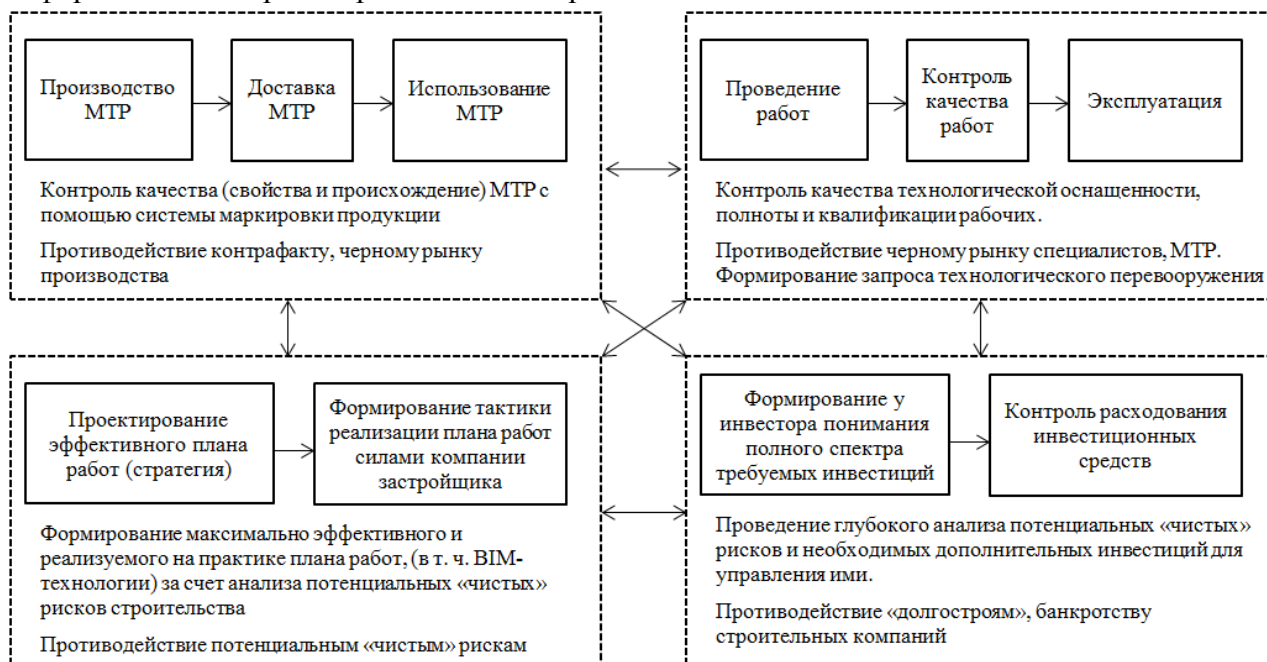 Производство
МТР
Доставка
МТР
Использование
МТР
Контроль качества (свойства и происхождение) МТР с
помощью системы маркировки продукции
Противодействие контрафакту, черному рынку
производства
Проведение
работ
Контроль
качества
работ
Эксплуатация
Контроль качества технологической оснащенности,
полноты и квалификации рабочих.
Противодействие черному рынку специалистов, МТР.
Формирование запроса технологического перевооружения
Проектирование
эффективного плана
работ (стратегия)
Формирование тактики
реализации плана работ
силами компании
застройщика
Формирование максимально эффективного и
реализуемого на практике плана работ, (в т. ч. BIM-
технологии) за счет анализа потенциальных «чистых»
рисков строительства
Противодействие потенциальным «чистым» рискам
Формирование у
инвестора понимания
полного спектра
требуемых инвестиций
Контроль расходования
инвестиционных
средств
Проведение глубокого анализа потенциальных «чистых»
рисков и необходимых дополнительных инвестиций для
управления ими.
Противодействие «долгостроям», банкротству
строительных компаний